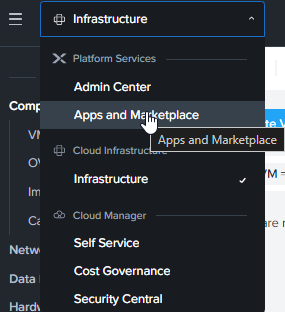 Infrastructure
Platform Services
Admin Center
Apps and Marketplace
Apps and Marketplace
Cloud Infrastructure
Infrastructure
Cloud Manager
Self Service
Cost Governance
Security Central
Comp
VM
OV
Im
Ca
Netw
Data
Hardw
te V
VM =
are n